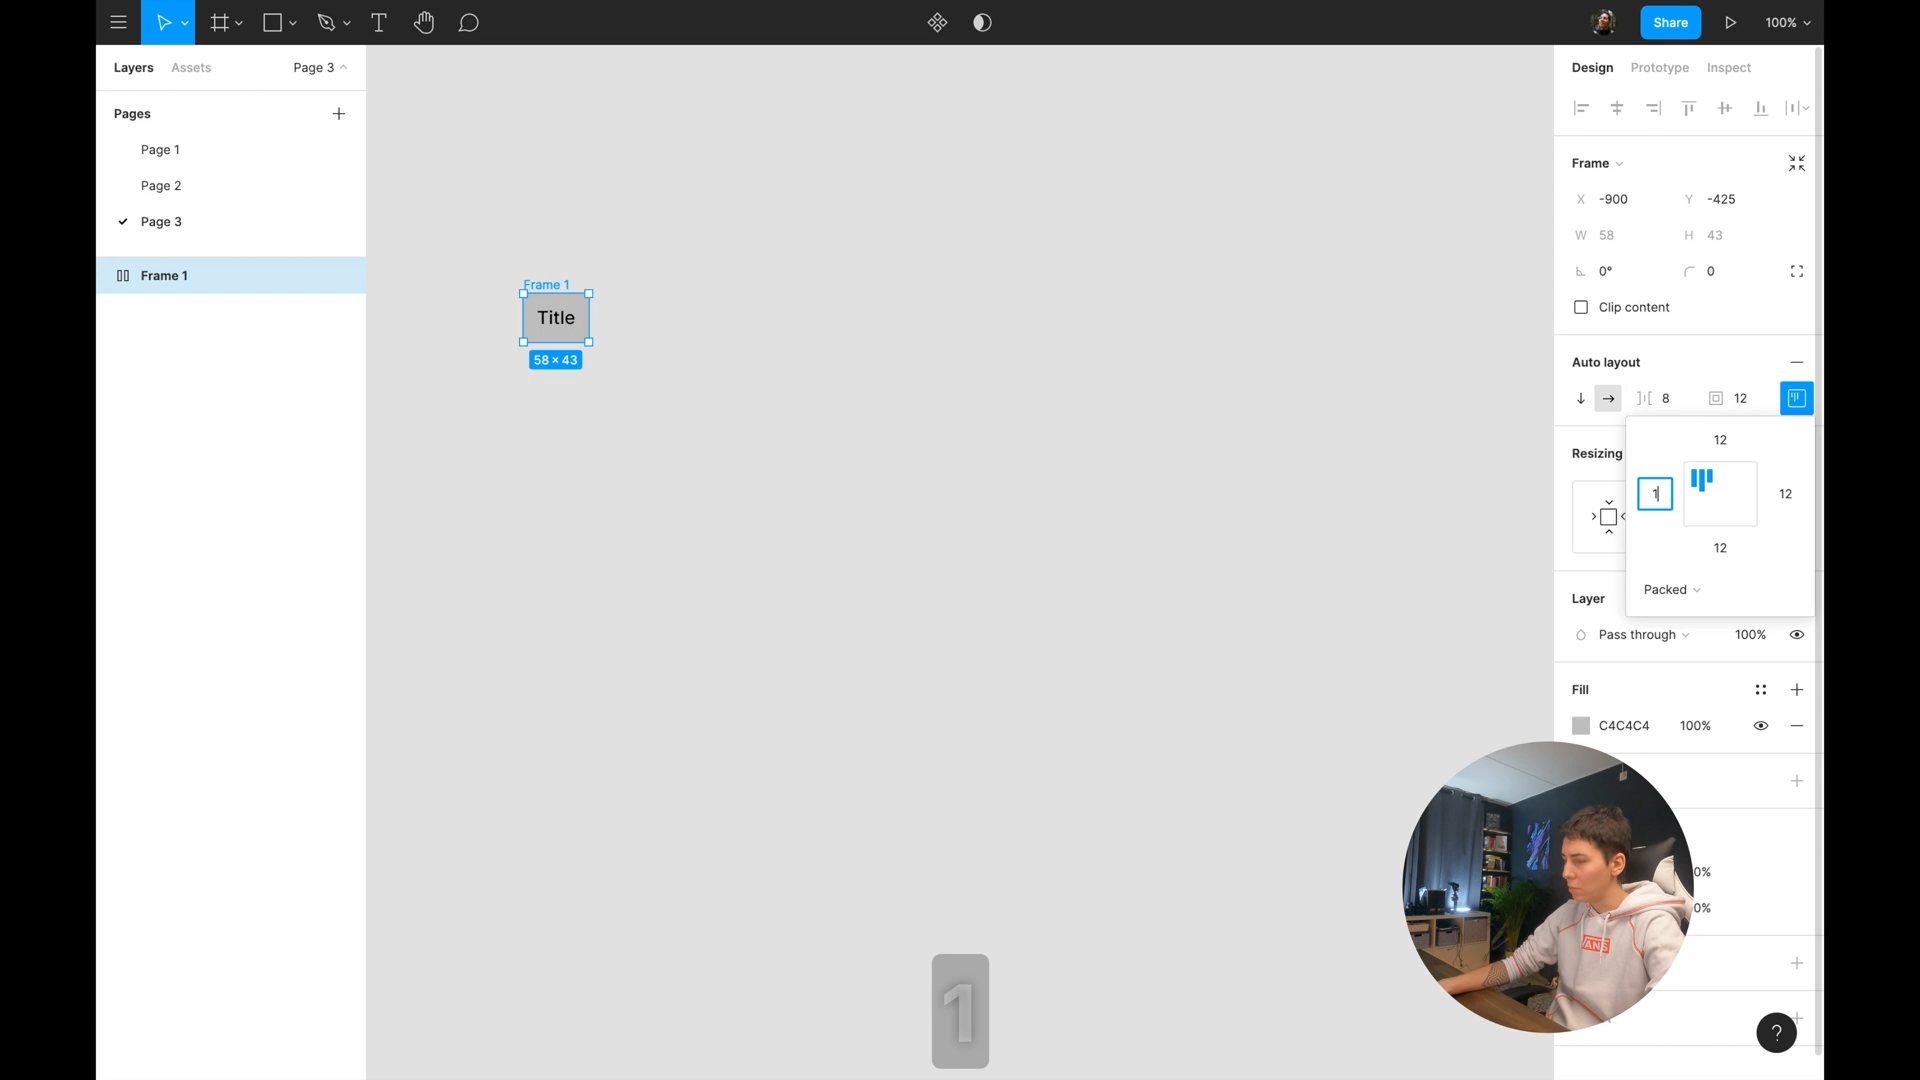 Share
100%
Layers
Assets
Page 3
Design
Prototype
Inspect
Pages
Page 1
Page 2
Page 3
Frame 1
Frame
X -900
Y -425
W 58
H 43
0°
0
Clip content
Frame 1
Title
58 × 43
Auto layout
8
12
12
Resizing
1
12
12
Packed
Layer
Pass through
100%
Fill
C4C4C4
100%
0%
0%
VANS
1
?